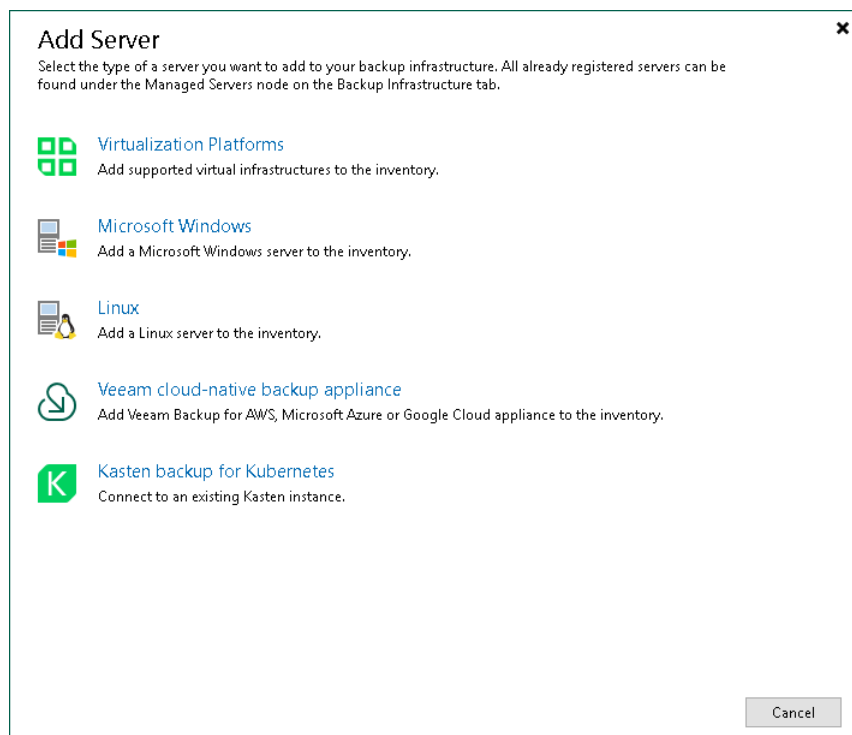 Add Server
Select the type of a server you want to add to your backup infrastructure. All already registered servers can be
found under the Managed Servers node on the Backup Infrastructure tab.
Virtualization Platforms
Add supported virtual infrastructures to the inventory.
Microsoft Windows
Add a Microsoft Windows server to the inventory.
Linux
Add a Linux server to the inventory.
Veeam cloud-native backup appliance
Add Veeam Backup for AWS, Microsoft Azure or Google Cloud appliance to the inventory.
K
Kasten backup for Kubernetes
Connect to an existing Kasten instance.
Cancel